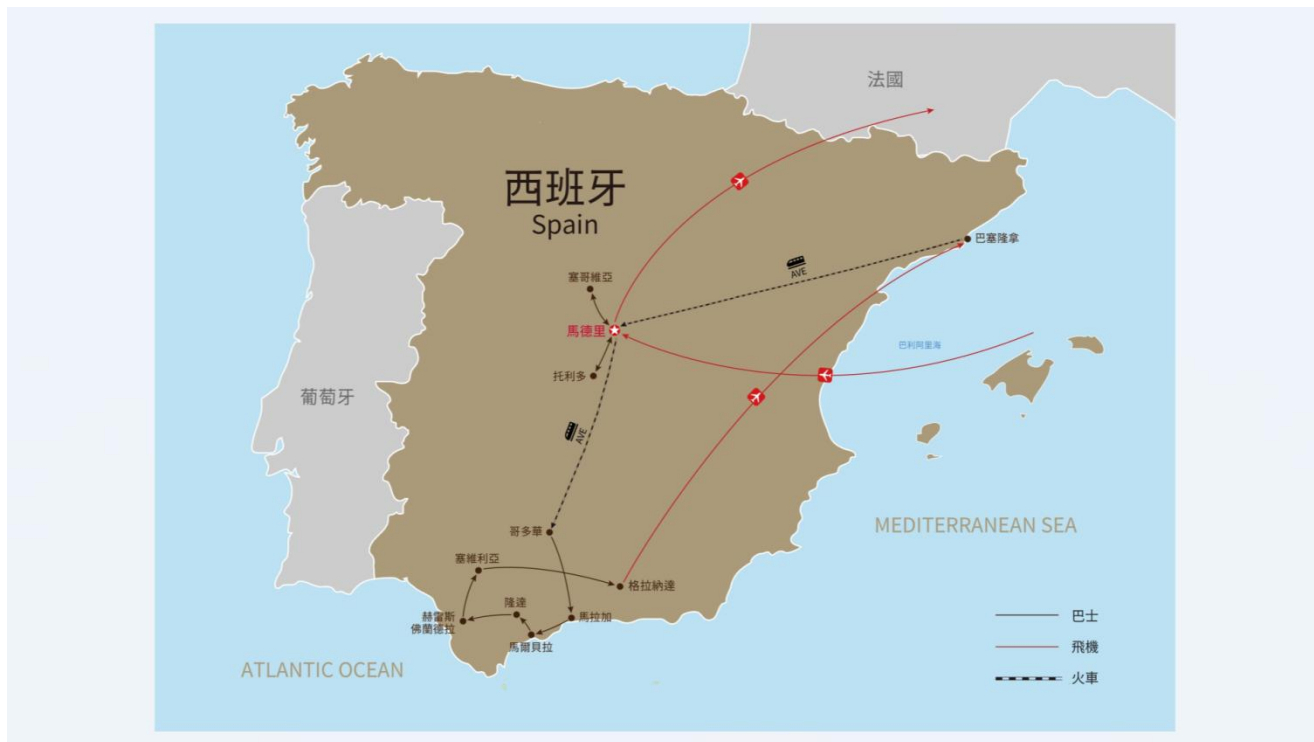 法國
西班牙
Spain
巴塞隆拿
AVE
塞哥維亞
馬德里
巴利阿里海
托利多
葡萄牙
AVE
MEDITERRANEAN SEA
哥多華
塞維利亞
格拉納達
隆達
赫雷斯
佛蘭德拉
馬拉加
馬爾貝拉
巴士
飛機
火車
ATLANTIC OCEAN